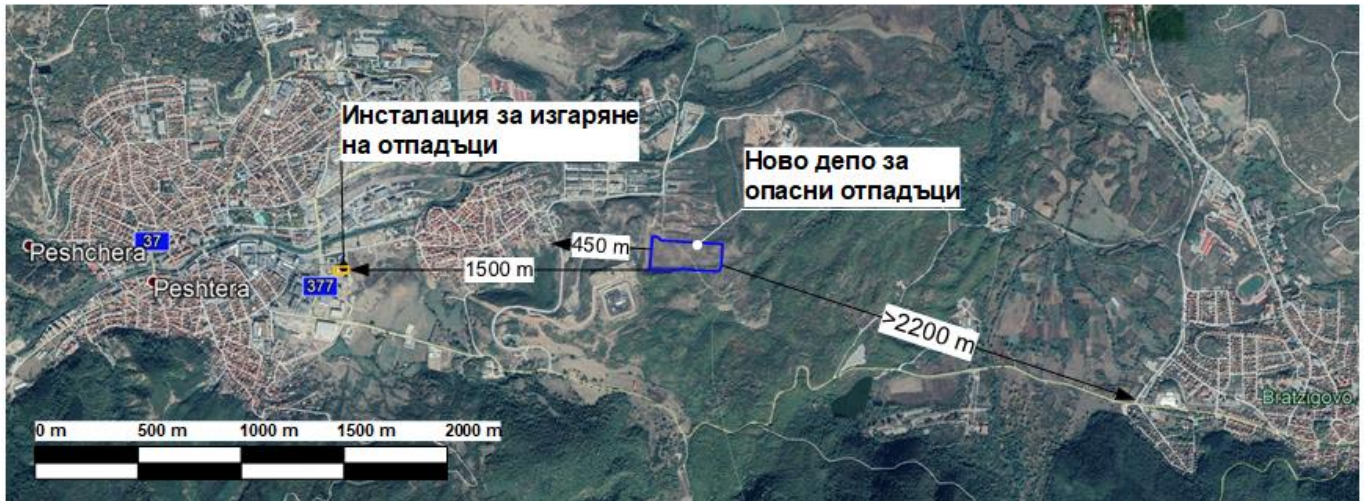 Инсталация за изгаряне
на отпадъци
Ново депо за
опасни отпадъци
Peshchera
37
Peshtera
377
450 m
1500 m
>2200 m
Bratzigovo
0 m 500 m 1000 m 1500 m 2000 m